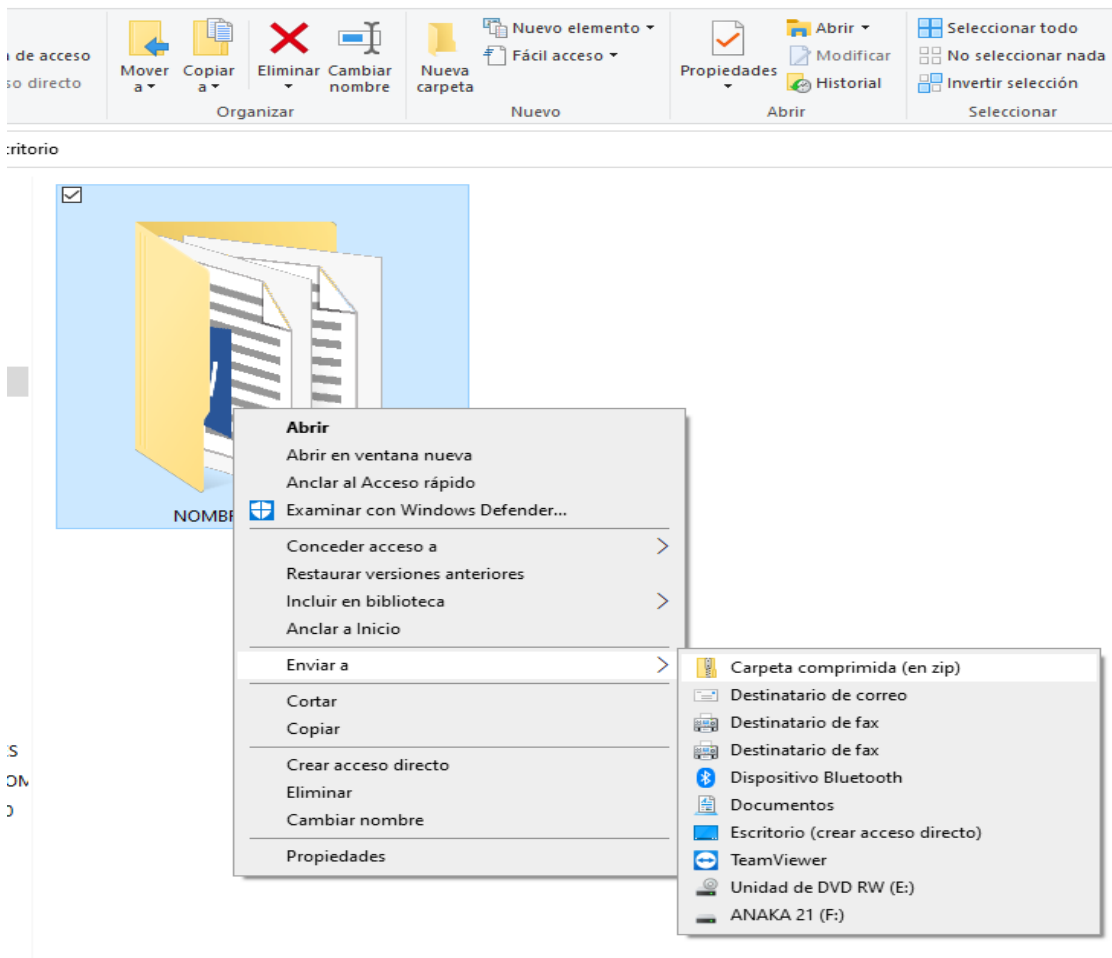 de acceso
so directo
Mover
a
Copiar
a
Eliminar
Cambiar
nombre
Organizar
Nueva
carpeta
Nuevo elemento
Fácil acceso
Nuevo
Propiedades
Abrir
Modificar
Historial
Abrir
Seleccionar todo
No seleccionar nada
Invertir selección
Seleccionar
critorio
NOMBR
Abrir
Abrir en ventana nueva
Anclar al Acceso rápido
Examinar con Windows Defender...
Conceder acceso a
Restaurar versiones anteriores
Incluir en biblioteca
Anclar a Inicio
Enviar a
Cortar
Copiar
Crear acceso directo
Eliminar
Cambiar nombre
Propiedades
Carpeta comprimida (en zip)
Destinatario de correo
Destinatario de fax
Destinatario de fax
Dispositivo Bluetooth
Documentos
Escritorio (crear acceso directo)
TeamViewer
Unidad de DVD RW (E:)
ANAKA 21 (F:)